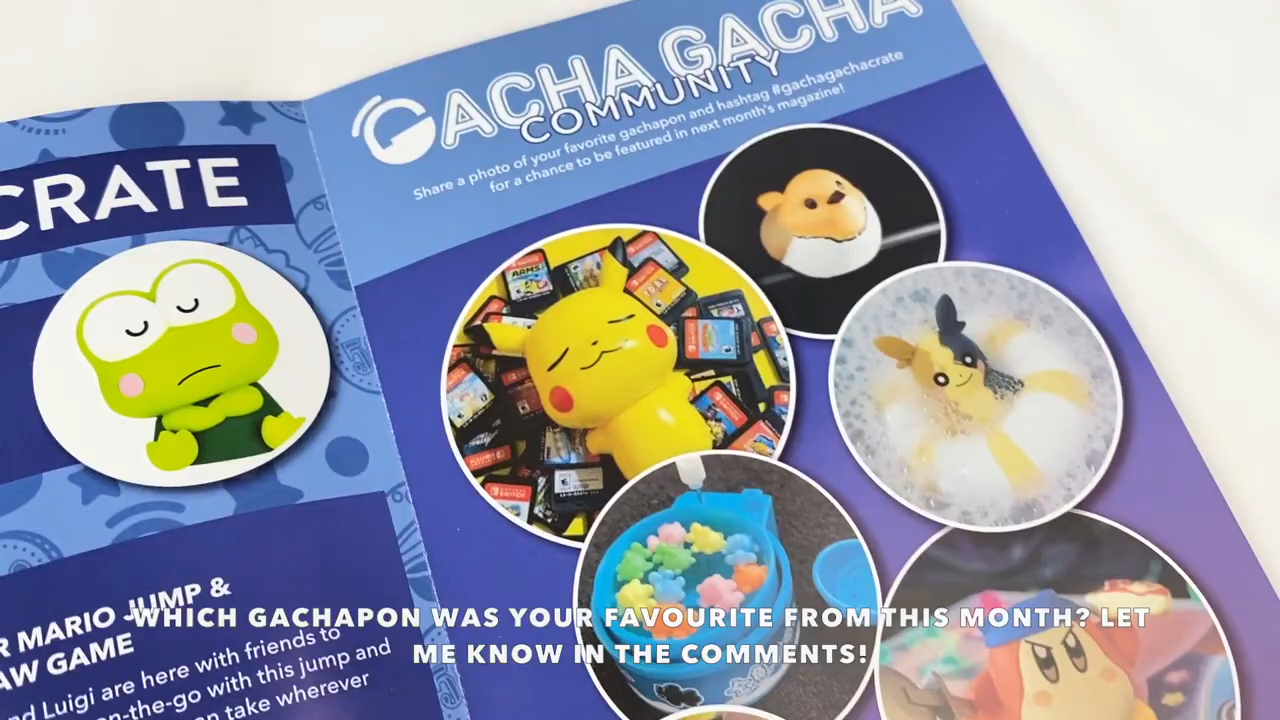 CRATE
R MARIO JUMP &
AW GAME
nd Luigi are here with friends to
on-the-go with this jump and
n take wherever
GACHA GACHA
COMMUNITY
Share a photo of your favorite gachapon and hashtag #gachagachacrate
for a chance to be featured in next month's magazine!
ARMS
WHICH GACHAPON WAS YOUR FAVOURITE FROM THIS MONTH? LET
ME KNOW IN THE COMMENTS!